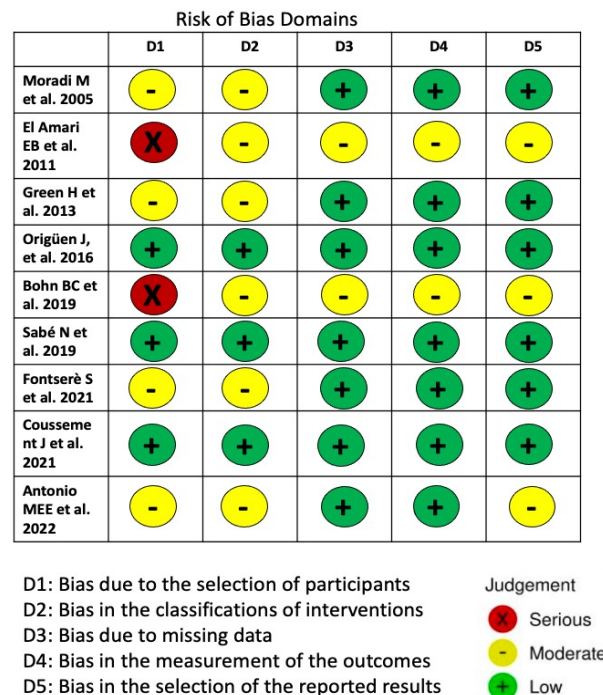 Risk of Bias Domains
D1 D2 D3 D4 D5
Moradi M
et al. 2005
- - + + +
El Amari
EB et al.
2011
X - - - -
Green H et
al. 2013
- - + + +
Origüen J,
et al. 2016
+ + + + +
Bohn BC et
al. 2019
X - - - -
Sabé N et
al. 2019
+ + + + +
Fontserè S
et al. 2021
- - + + +
Cousseme
nt J et al.
2021
+ + + + +
Antonio
MEE et al.
2022
- - + + -
D1: Bias due to the selection of participants
D2: Bias in the classifications of interventions
D3: Bias due to missing data
D4: Bias in the measurement of the outcomes
D5: Bias in the selection of the reported results
Judgement
X Serious
- Moderate
+ Low